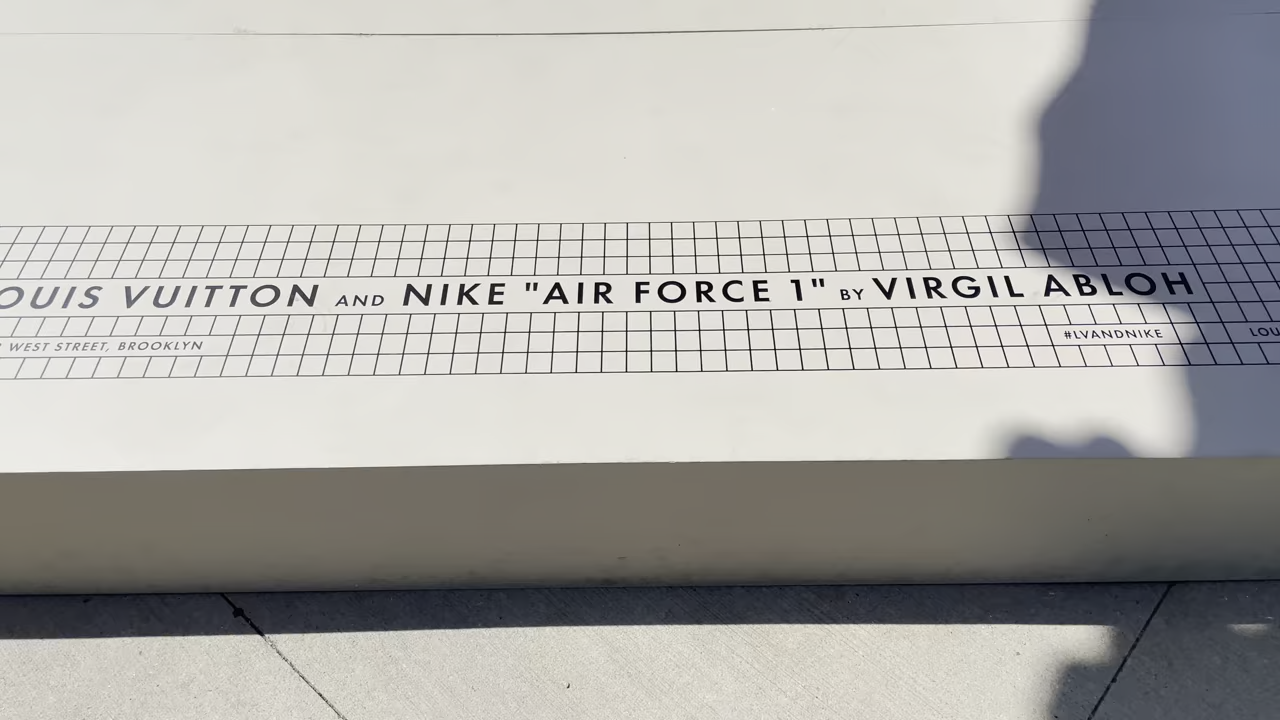 OUIS VUITTON AND NIKE "AIR FORCE 1" BY VIRGIL ABLOH
WEST STREET, BROOKLYN
#LVANDNIKE
LOU